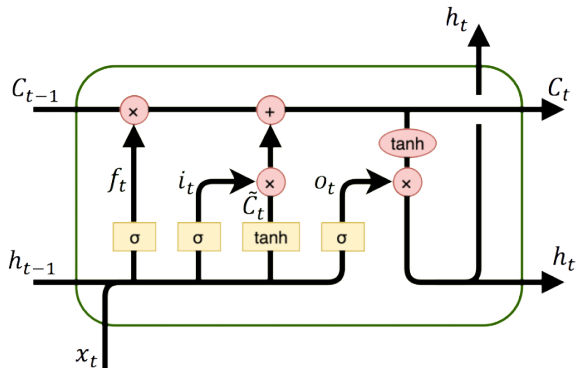 h_t
C_{t-1} × + C_t
tanh
f_t i_t × o_t ×
C̃_t
σ σ tanh σ
h_{t-1} h_t
x_t